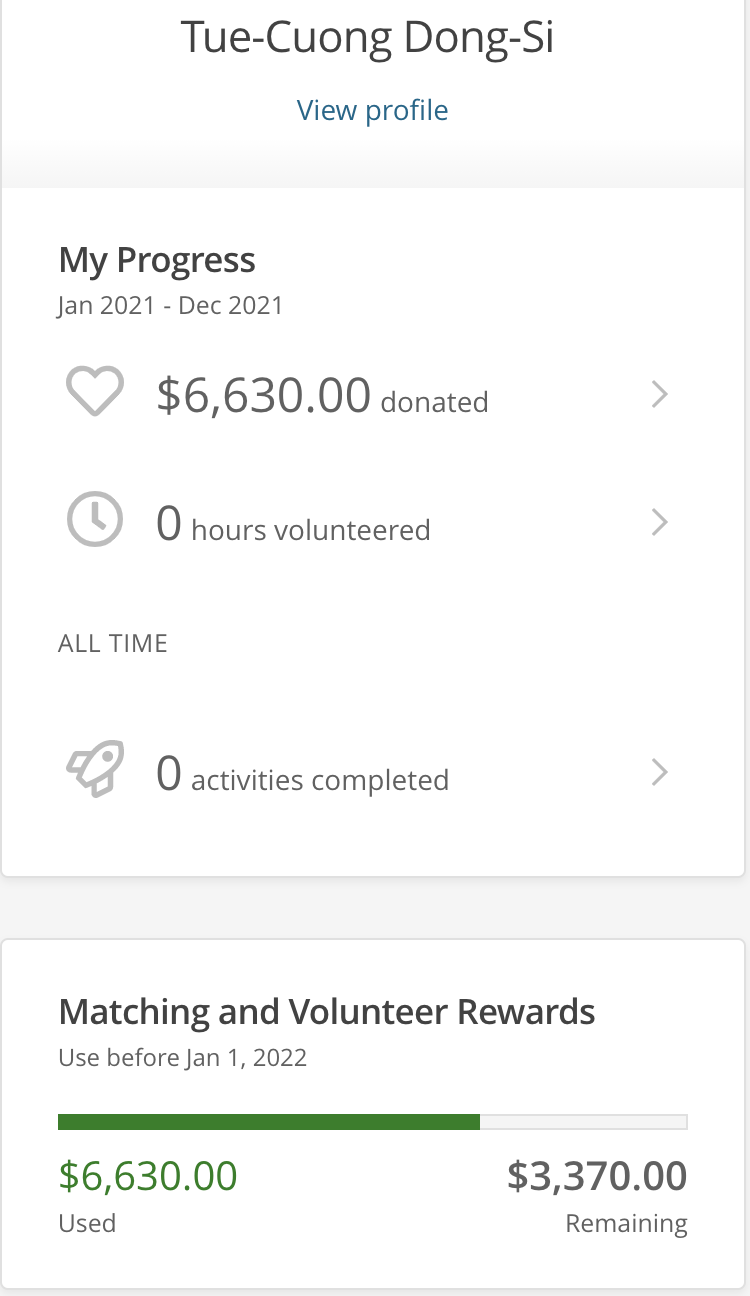 Tue-Cuong Dong-Si
View profile
My Progress
Jan 2021 - Dec 2021
$6,630.00 donated
0 hours volunteered
ALL TIME
0 activities completed
Matching and Volunteer Rewards
Use before Jan 1, 2022
$6,630.00 $3,370.00
Used Remaining